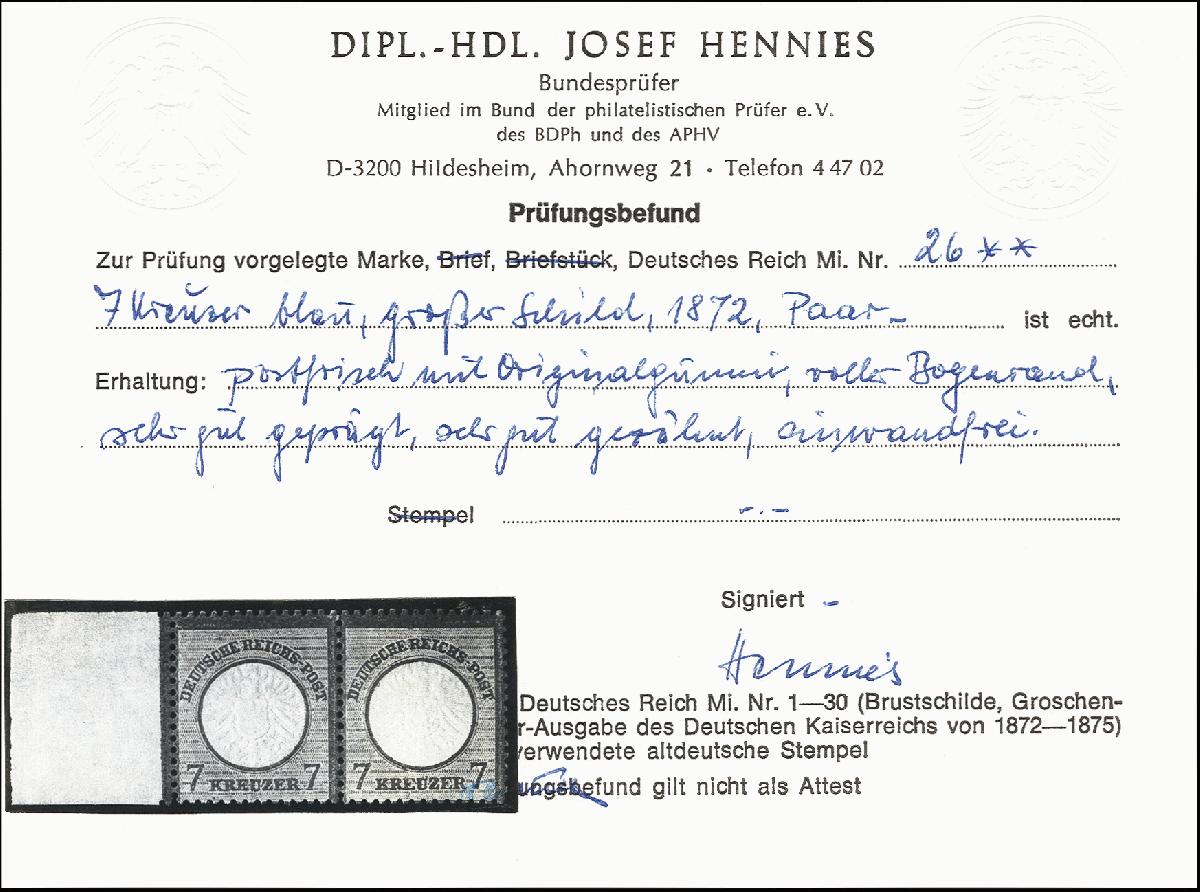 DIPL.-HDL. JOSEF HENNIES
Bundesprüfer
Mitglied im Bund der philatelistischen Prüfer e.V.
des BDPh und des APHV
D-3200 Hildesheim, Ahornweg 21 · Telefon 4 47 02
Prüfungsbefund
Zur Prüfung vorgelegte Marke, Brief, Briefstück, Deutsches Reich Mi. Nr. 26 **
7 Kreuzer blau, großer Schild, 1872, Paar- ist echt.
Erhaltung: postfrisch mit Originalgummi, voller Bogenrand,
sehr gut geprägt, sehr gut gezähnt, einwandfrei.
Stempel -.-
Signiert -
Hennies
Deutsches Reich Mi. Nr. 1—30 (Brustschilde, Groschen-
r-Ausgabe des Deutschen Kaiserreichs von 1872—1875)
verwendete altdeutsche Stempel
ungsbefund gilt nicht als Attest
DEUTSCHE REICHS-POST DEUTSCHE REICHS-POST
7 KREUZER 7 7 KREUZER 7